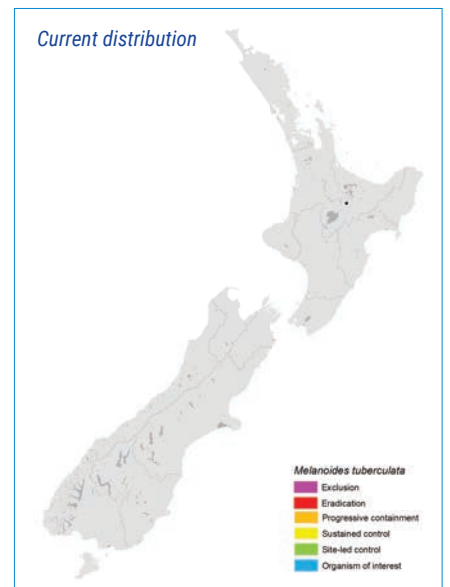 Current distribution
Melanoides tuberculata
Exclusion
Eradication
Progressive containment
Sustained control
Site-led control
Organism of interest